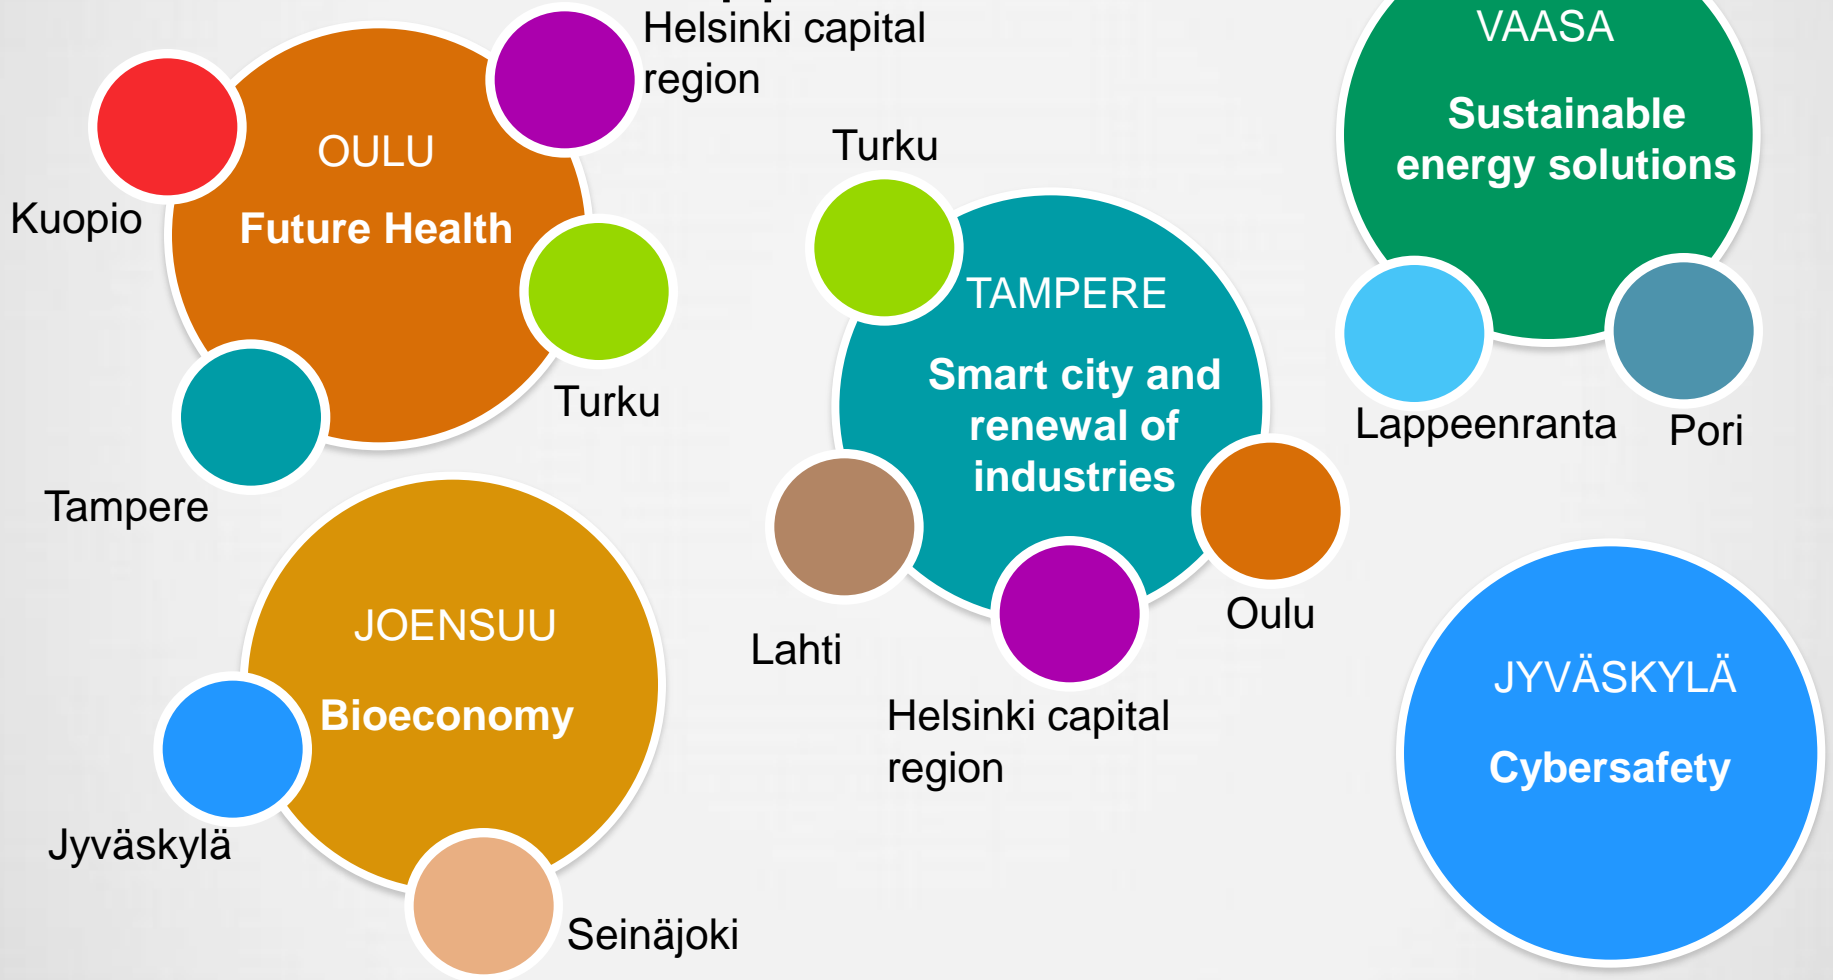 Helsinki capital
region
OULU
Future Health
Kuopio
Turku
Tampere
Turku
TAMPERE
Smart city and
renewal of
industries
Lahti
Oulu
Helsinki capital
region
VAASA
Sustainable
energy solutions
Lappeenranta
Pori
JOENSUU
Bioeconomy
Jyväskylä
Seinäjoki
JYVÄSKYLÄ
Cybersafety